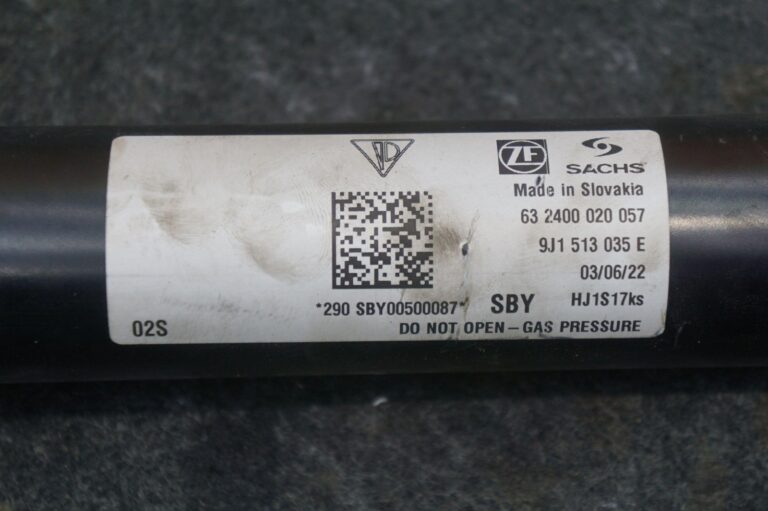 ZF SACHS
Made in Slovakia
63 2400 020 057
9J1 513 035 E
03/06/22
*290 SBY00500087* SBY HJ1S17ks
02S DO NOT OPEN – GAS PRESSURE